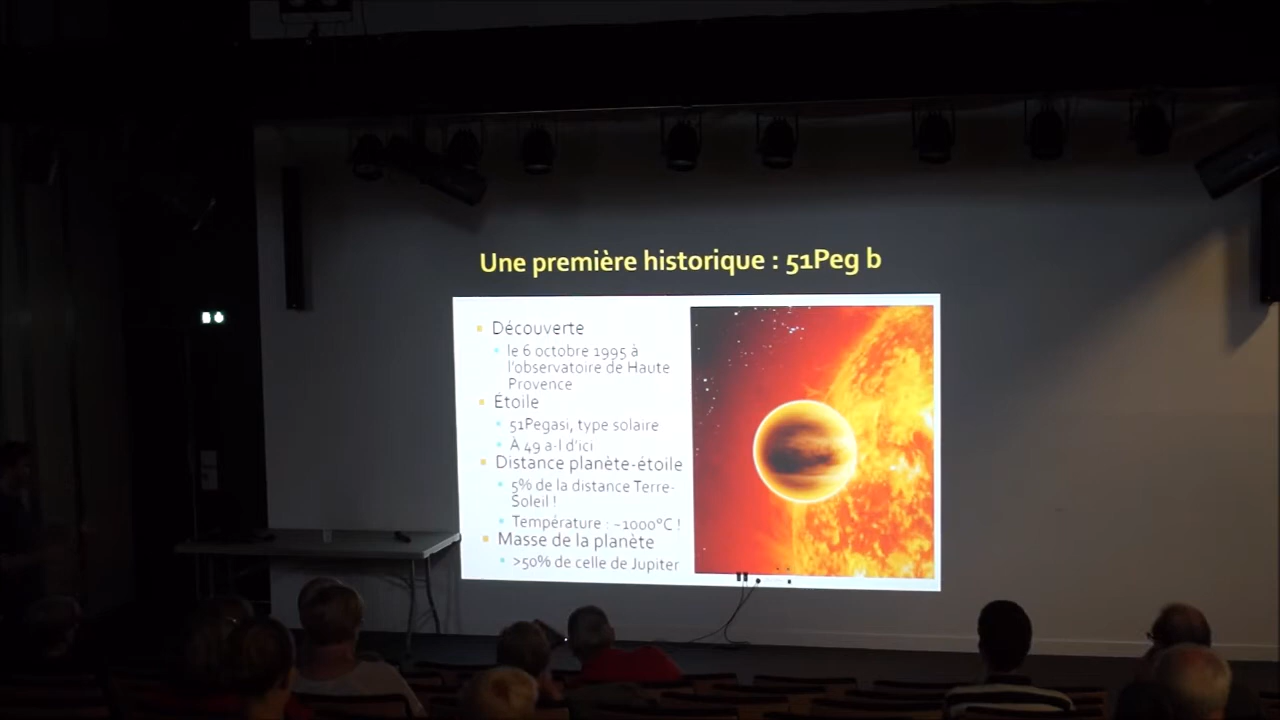 Une première historique : 51Peg b
Découverte
le 6 octobre 1995 à
l'observatoire de Haute
Provence
Étoile
51Pegasi, type solaire
À 49 a-l d'ici
Distance planète-étoile
5% de la distance Terre-
Soleil !
Température : ~1000°C !
Masse de la planète
>50% de celle de Jupiter